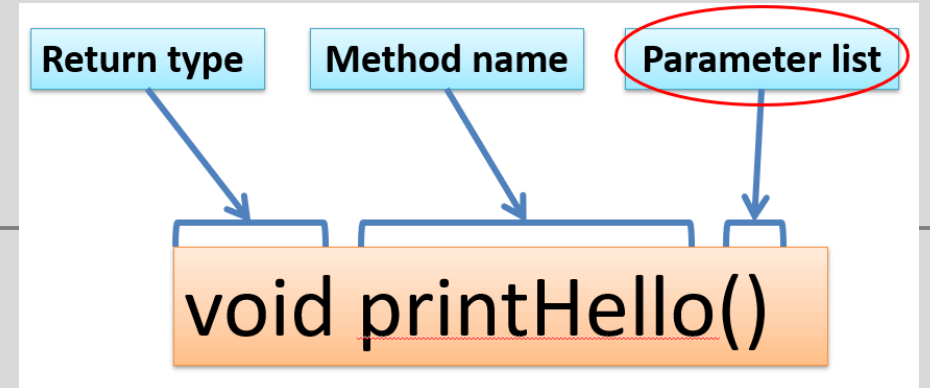 Return type
Method name
Parameter list
void printHello()